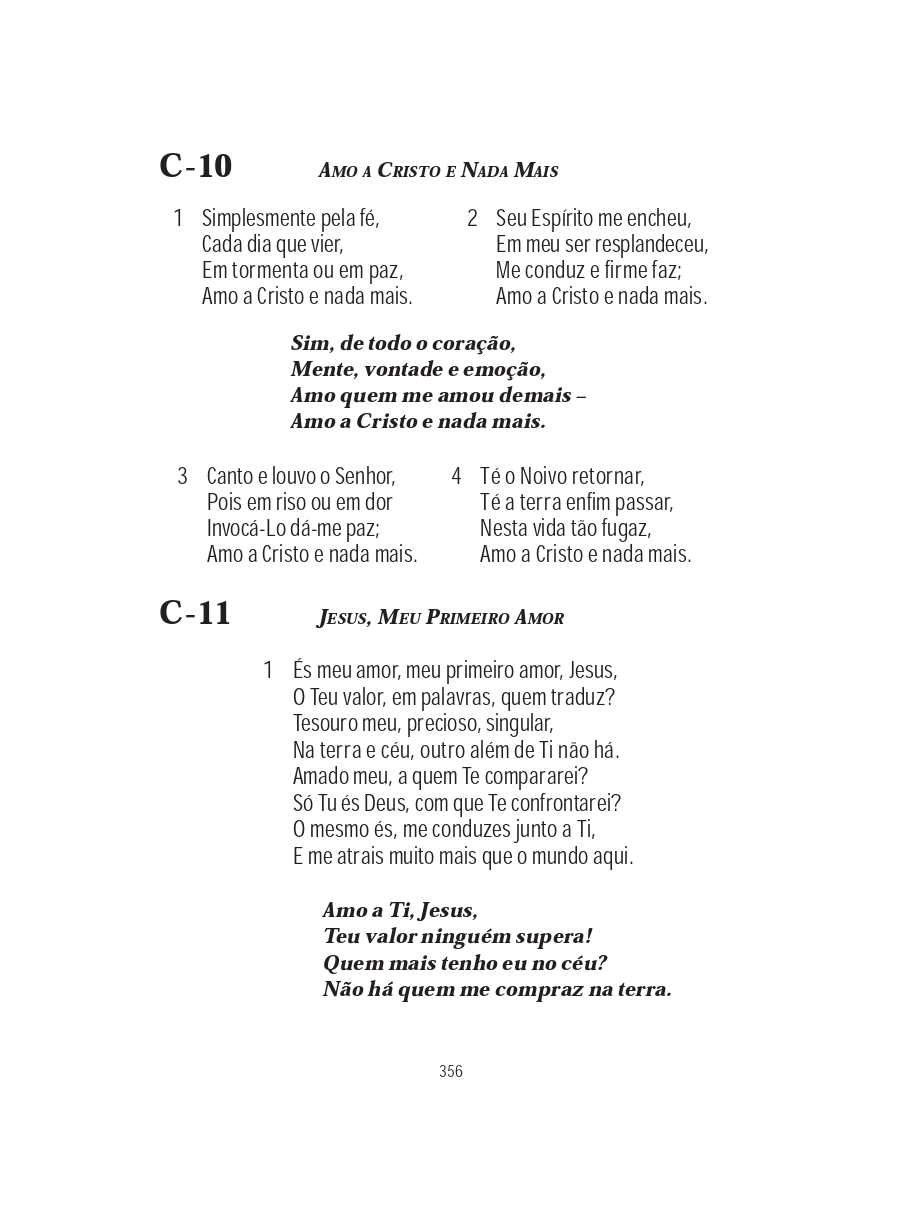 C-10 Amo a Cristo e Nada Mais
1 Simplesmente pela fé,
Cada dia que vier,
Em tormenta ou em paz,
Amo a Cristo e nada mais.
2 Seu Espírito me encheu,
Em meu ser resplandeceu,
Me conduz e firme faz;
Amo a Cristo e nada mais.
Sim, de todo o coração,
Mente, vontade e emoção,
Amo quem me amou demais –
Amo a Cristo e nada mais.
3 Canto e louvo o Senhor,
Pois em riso ou em dor
Invocá-Lo dá-me paz;
Amo a Cristo e nada mais.
4 Té o Noivo retornar,
Té a terra enfim passar,
Nesta vida tão fugaz,
Amo a Cristo e nada mais.
C-11 Jesus, Meu Primeiro Amor
1 És meu amor, meu primeiro amor, Jesus,
O Teu valor, em palavras, quem traduz?
Tesouro meu, precioso, singular,
Na terra e céu, outro além de Ti não há.
Amado meu, a quem Te compararei?
Só Tu és Deus, com que Te confrontarei?
O mesmo és, me conduzes junto a Ti,
E me atrais muito mais que o mundo aqui.
Amo a Ti, Jesus,
Teu valor ninguém supera!
Quem mais tenho eu no céu?
Não há quem me compraz na terra.
356